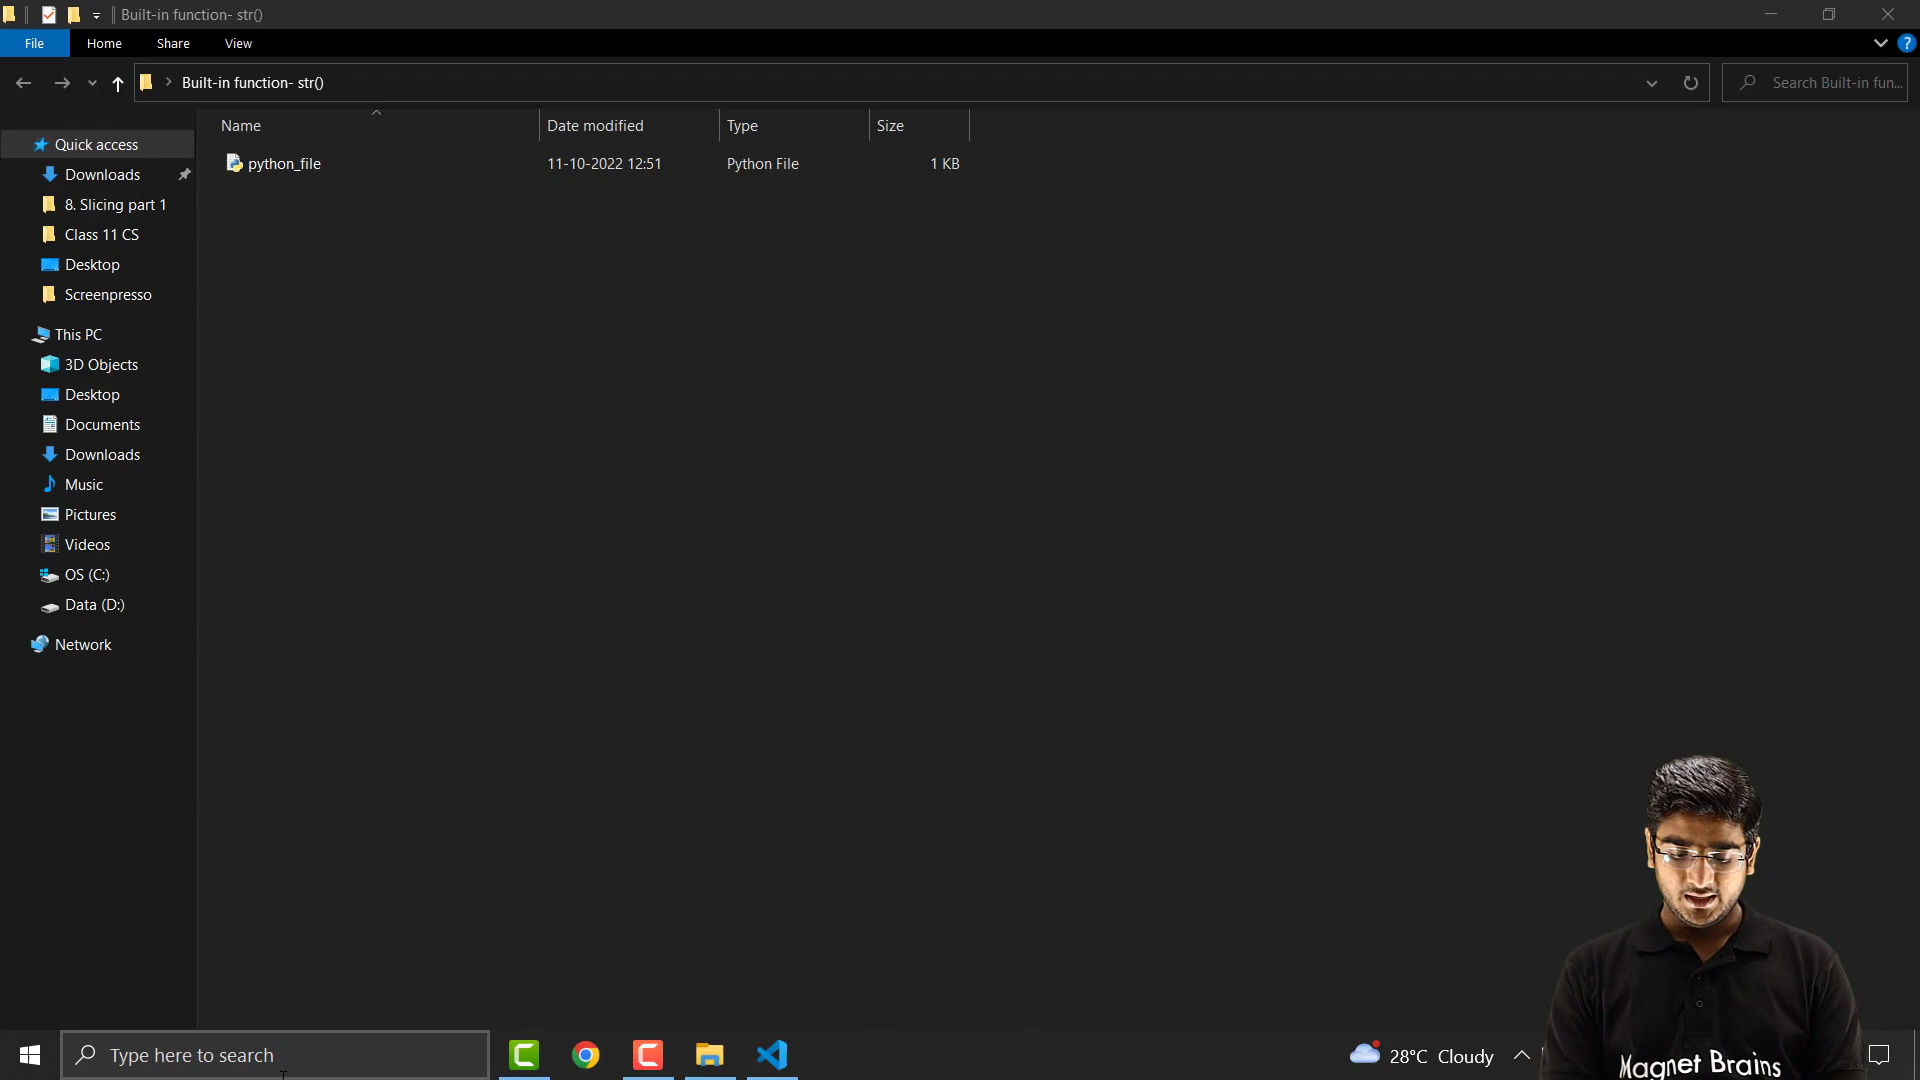 Built-in function- str()
File Home Share View
Built-in function- str()
Search Built-in fun...
Name Date modified Type Size
python_file 11-10-2022 12:51 Python File 1 KB
Quick access
Downloads
8. Slicing part 1
Class 11 CS
Desktop
Screenpresso
This PC
3D Objects
Desktop
Documents
Downloads
Music
Pictures
Videos
OS (C:)
Data (D:)
Network
Type here to search
28°C Cloudy
Magnet Brains